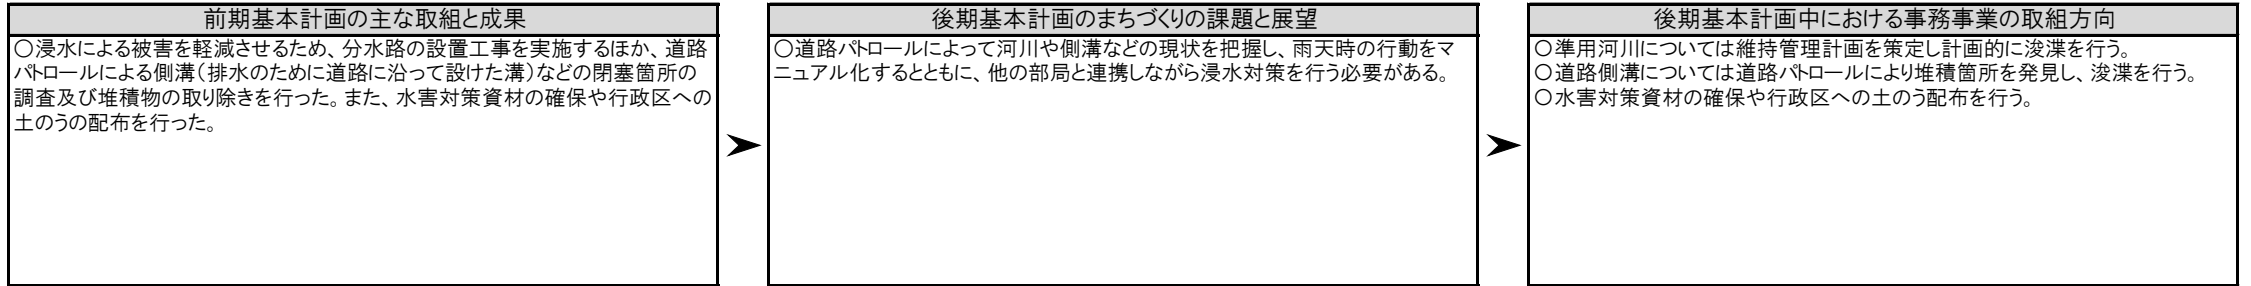 前期基本計画の主な取組と成果
〇浸水による被害を軽減させるため、分水路の設置工事を実施するほか、道路
パトロールによる側溝（排水のために道路に沿って設けた溝）などの閉塞箇所の
調査及び堆積物の取り除きを行った。また、水害対策資材の確保や行政区への
土のうの配布を行った。
後期基本計画のまちづくりの課題と展望
〇道路パトロールによって河川や側溝などの現状を把握し、雨天時の行動をマ
ニュアル化するとともに、他の部局と連携しながら浸水対策を行う必要がある。
後期基本計画中における事務事業の取組方向
〇準用河川については維持管理計画を策定し計画的に浚渫を行う。
〇道路側溝については道路パトロールにより堆積箇所を発見し、浚渫を行う。
〇水害対策資材の確保や行政区への土のう配布を行う。